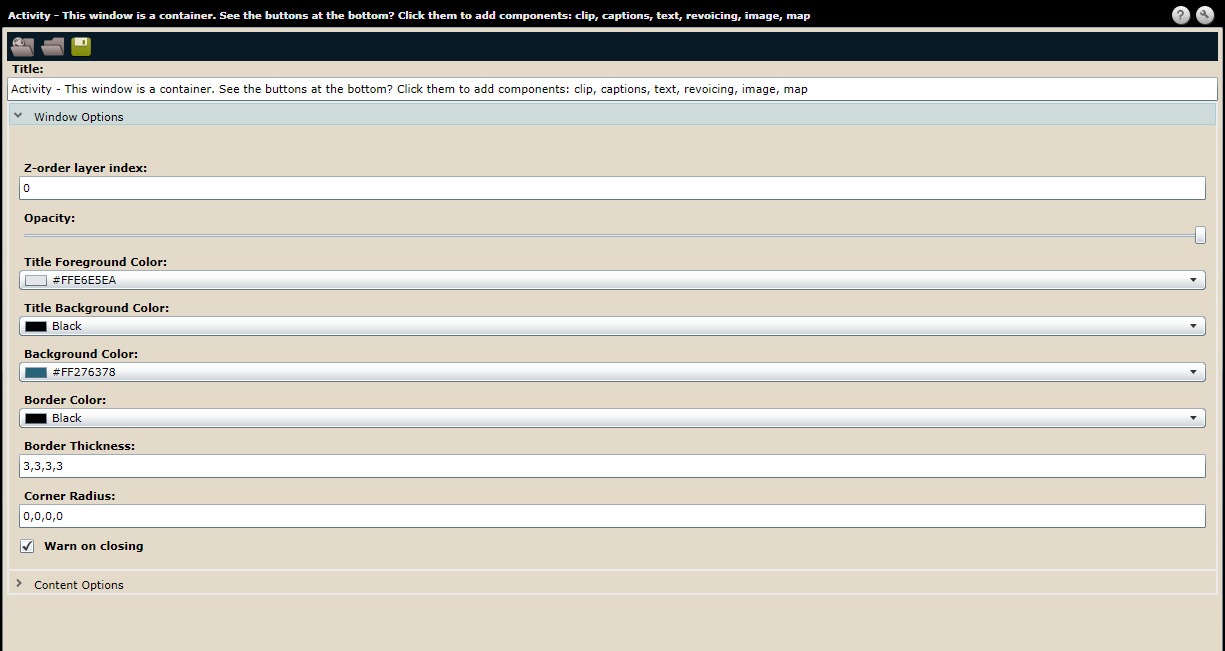 Activity - This window is a container. See the buttons at the bottom? Click them to add components: clip, captions, text, revoicing, image, map
?
Title:
Activity - This window is a container. See the buttons at the bottom? Click them to add components: clip, captions, text, revoicing, image, map
Window Options
Z-order layer index:
0
Opacity:
Title Foreground Color:
#FFE6E5EA
Title Background Color:
Black
Background Color:
#FF276378
Border Color:
Black
Border Thickness:
3,3,3,3
Corner Radius:
0,0,0,0
Warn on closing
Content Options